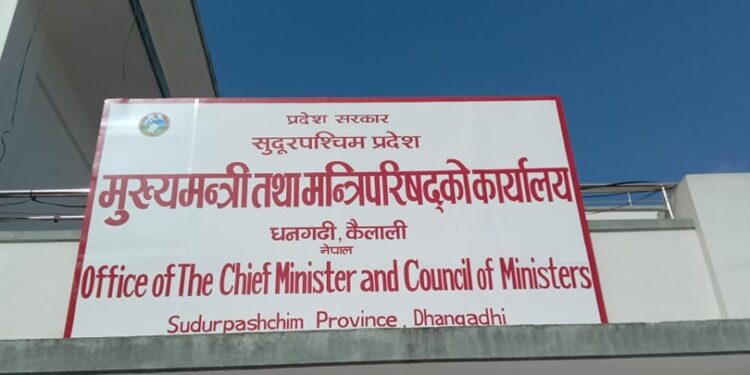 प्रदेश सरकार
सुदूरपश्चिम प्रदेश
मुख्यमन्त्री तथा मन्त्रिपरिषद्को कार्यालय
धनगढी, कैलाली
नेपाल
Office of The Chief Minister and Council of Ministers
Sudurpashchim Province, Dhangadhi